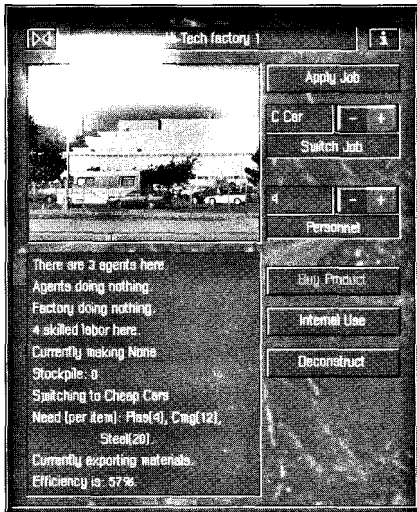 Hi-Tech factory 1
i
Apply Job
C Car
- +
Switch Job
4
- +
Personnel
There are 3 agents here
Agents doing nothing.
Factory doing nothing.
4 skilled labor here.
Currently making None
Stockpile: 0
Switching to Cheap Cars
Need (per item): Plas(4), Cmg(12),
Steel(20).
Currently exporting materials.
Efficiency is: 57%
Buy Product
Internal Use
Deconstruct